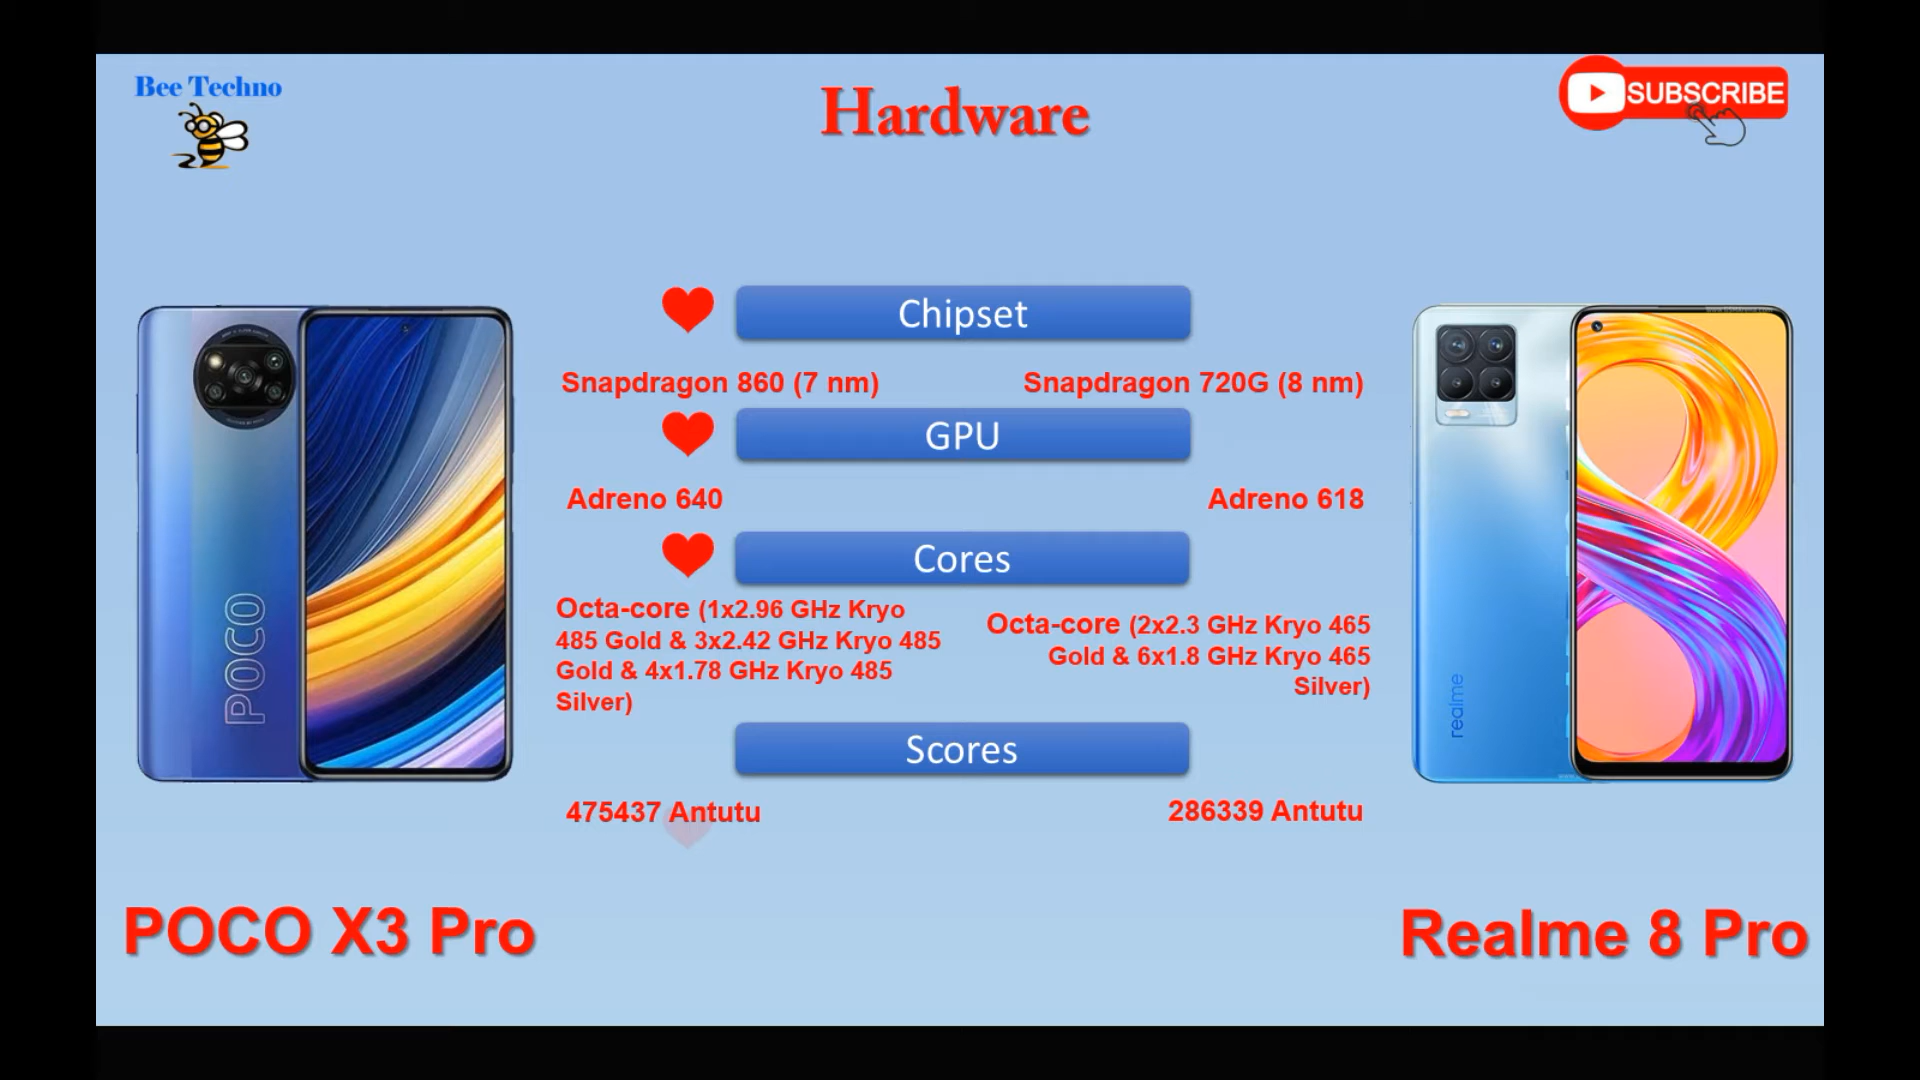 Bee Techno
Hardware
SUBSCRIBE
Chipset
Snapdragon 860 (7 nm)
Snapdragon 720G (8 nm)
GPU
Adreno 640
Adreno 618
Cores
Octa-core (1x2.96 GHz Kryo
485 Gold & 3x2.42 GHz Kryo 485
Gold & 4x1.78 GHz Kryo 485
Silver)
Octa-core (2x2.3 GHz Kryo 465
Gold & 6x1.8 GHz Kryo 465
Silver)
Scores
475437 Antutu
286339 Antutu
POCO
realme
POCO X3 Pro
Realme 8 Pro